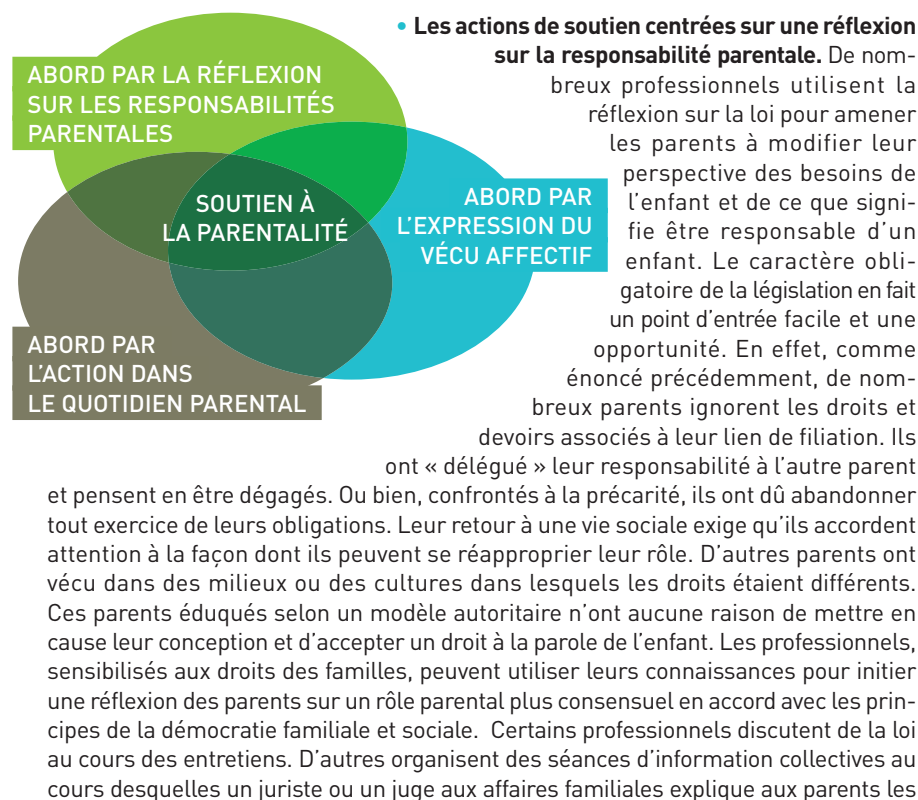 ABORD PAR LA RÉFLEXION
SUR LES RESPONSABILITÉS
PARENTALES
SOUTIEN À
LA PARENTALITÉ
ABORD PAR
L'EXPRESSION DU
VÉCU AFFECTIF
ABORD PAR
L'ACTION DANS
LE QUOTIDIEN PARENTAL
• Les actions de soutien centrées sur une réflexion
sur la responsabilité parentale. De nom-
breux professionnels utilisent la
réflexion sur la loi pour amener
les parents à modifier leur
perspective des besoins de
l'enfant et de ce que signi-
fie être responsable d'un
enfant. Le caractère obli-
gatoire de la législation en fait
un point d'entrée facile et une
opportunité. En effet, comme
énoncé précédemment, de nom-
breux parents ignorent les droits et
devoirs associés à leur lien de filiation. Ils
ont « délégué » leur responsabilité à l'autre parent
et pensent en être dégagés. Ou bien, confrontés à la précarité, ils ont dû abandonner
tout exercice de leurs obligations. Leur retour à une vie sociale exige qu'ils accordent
attention à la façon dont ils peuvent se réapproprier leur rôle. D'autres parents ont
vécu dans des milieux ou des cultures dans lesquels les droits étaient différents.
Ces parents éduqués selon un modèle autoritaire n'ont aucune raison de mettre en
cause leur conception et d'accepter un droit à la parole de l'enfant. Les professionnels,
sensibilisés aux droits des familles, peuvent utiliser leurs connaissances pour initier
une réflexion des parents sur un rôle parental plus consensuel en accord avec les prin-
cipes de la démocratie familiale et sociale. Certains professionnels discutent de la loi
au cours des entretiens. D'autres organisent des séances d'information collectives au
cours desquelles un juriste ou un juge aux affaires familiales explique aux parents les